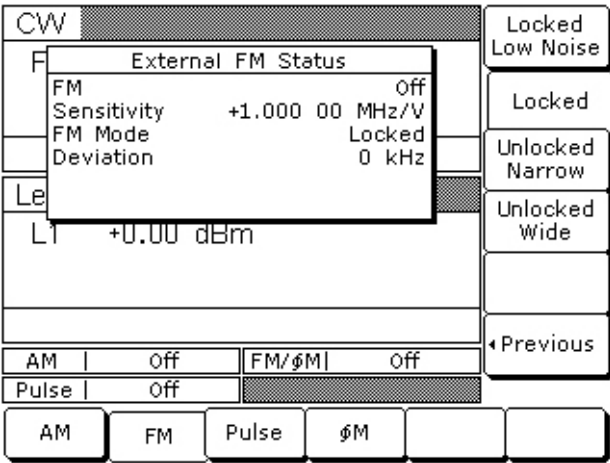 CW
F
External FM Status
FM Off
Sensitivity +1.000 00 MHz/V
FM Mode Locked
Deviation 0 kHz
Le
L1 +0.00 dBm
AM Off FM/ϕM Off
Pulse Off
Locked
Low Noise
Locked
Unlocked
Narrow
Unlocked
Wide
Previous
AM FM Pulse ϕM